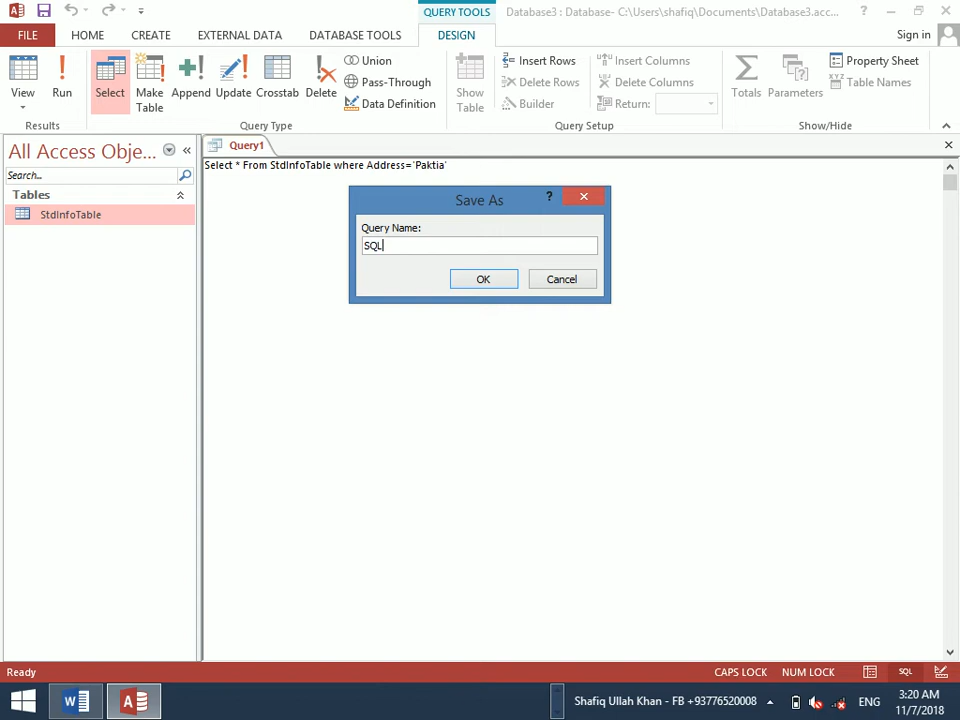 QUERY TOOLS
Database3 : Database- C:\Users\shafiq\Documents\Database3.acc...
?
FILE
HOME
CREATE
EXTERNAL DATA
DATABASE TOOLS
DESIGN
Sign in
View
Run
Select
Make Table
Append
Update
Crosstab
Delete
Union
Pass-Through
Data Definition
Show Table
Insert Rows
Delete Rows
Builder
Insert Columns
Delete Columns
Return:
Totals
Parameters
Property Sheet
Table Names
Results
Query Type
Query Setup
Show/Hide
All Access Obje...
Search...
Tables
StdInfoTable
Query1
Select * From StdInfoTable where Address='Paktia'
Save As
?
Query Name:
SQL
OK
Cancel
Ready
CAPS LOCK
NUM LOCK
SQL
Shafiq Ullah Khan - FB +93776520008
ENG
3:20 AM
11/7/2018